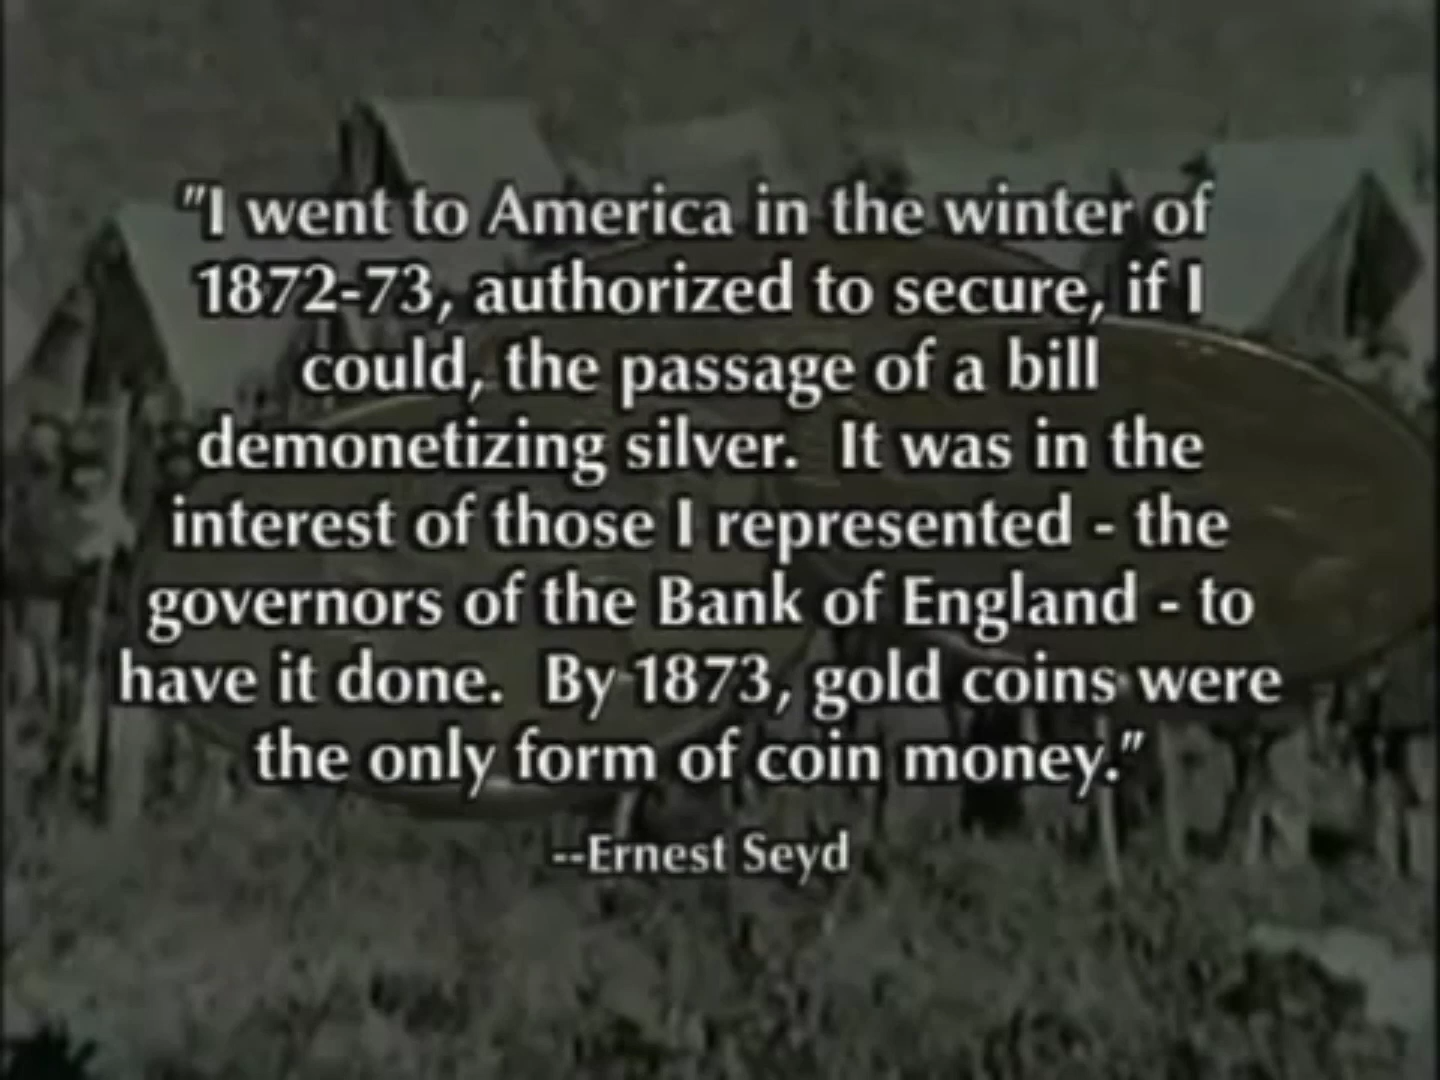 "I went to America in the winter of
1872-73, authorized to secure, if I
could, the passage of a bill
demonetizing silver.  It was in the
interest of those I represented - the
governors of the Bank of England - to
have it done.  By 1873, gold coins were
the only form of coin money."
--Ernest Seyd